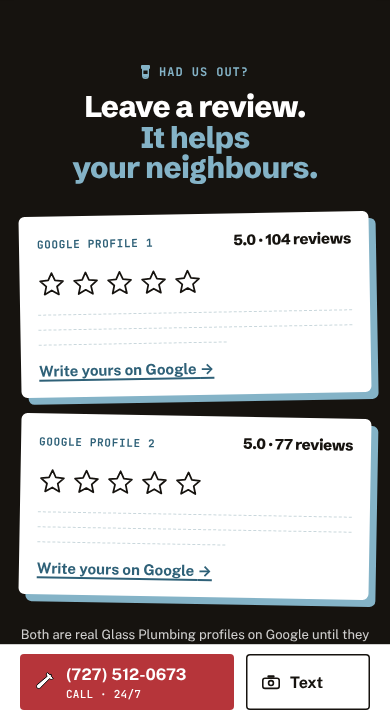 HAD US OUT?
Leave a review.
It helps
your neighbours.
GOOGLE PROFILE 1
5.0 · 104 reviews
Write yours on Google →
GOOGLE PROFILE 2
5.0 · 77 reviews
Write yours on Google →
Both are real Glass Plumbing profiles on Google until they
(727) 512-0673
CALL · 24/7
Text